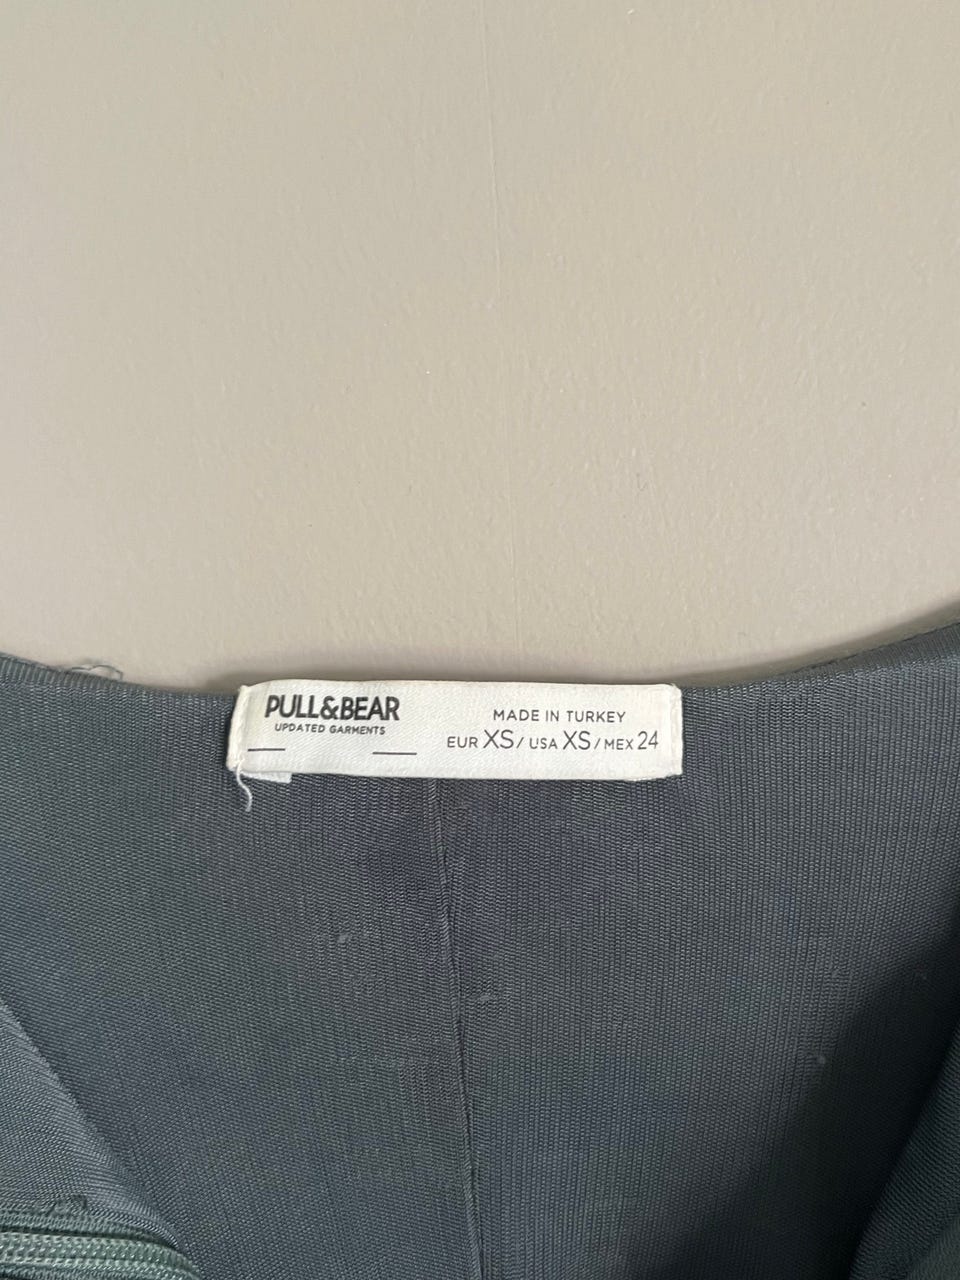 PULL&BEAR
UPDATED GARMENTS
MADE IN TURKEY
EUR XS/ USA XS/ MEX 24